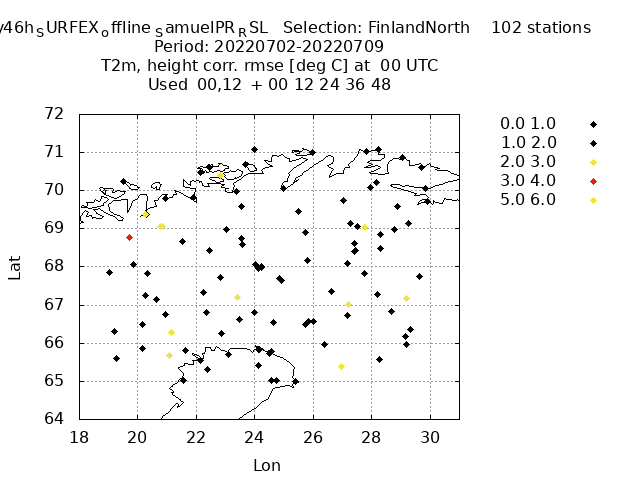 y46hSURFEXoffline SamuelPRRSL Selection: FinlandNorth 102 stations
Period: 20220702-20220709
T2m, height corr. rmse [deg C] at 00 UTC
Used 00,12 + 00 12 24 36 48
0.0 1.0
1.0 2.0
2.0 3.0
3.0 4.0
5.0 6.0
72
71
70
69
68
67
66
65
64
Lat
18 20 22 24 26 28 30
Lon